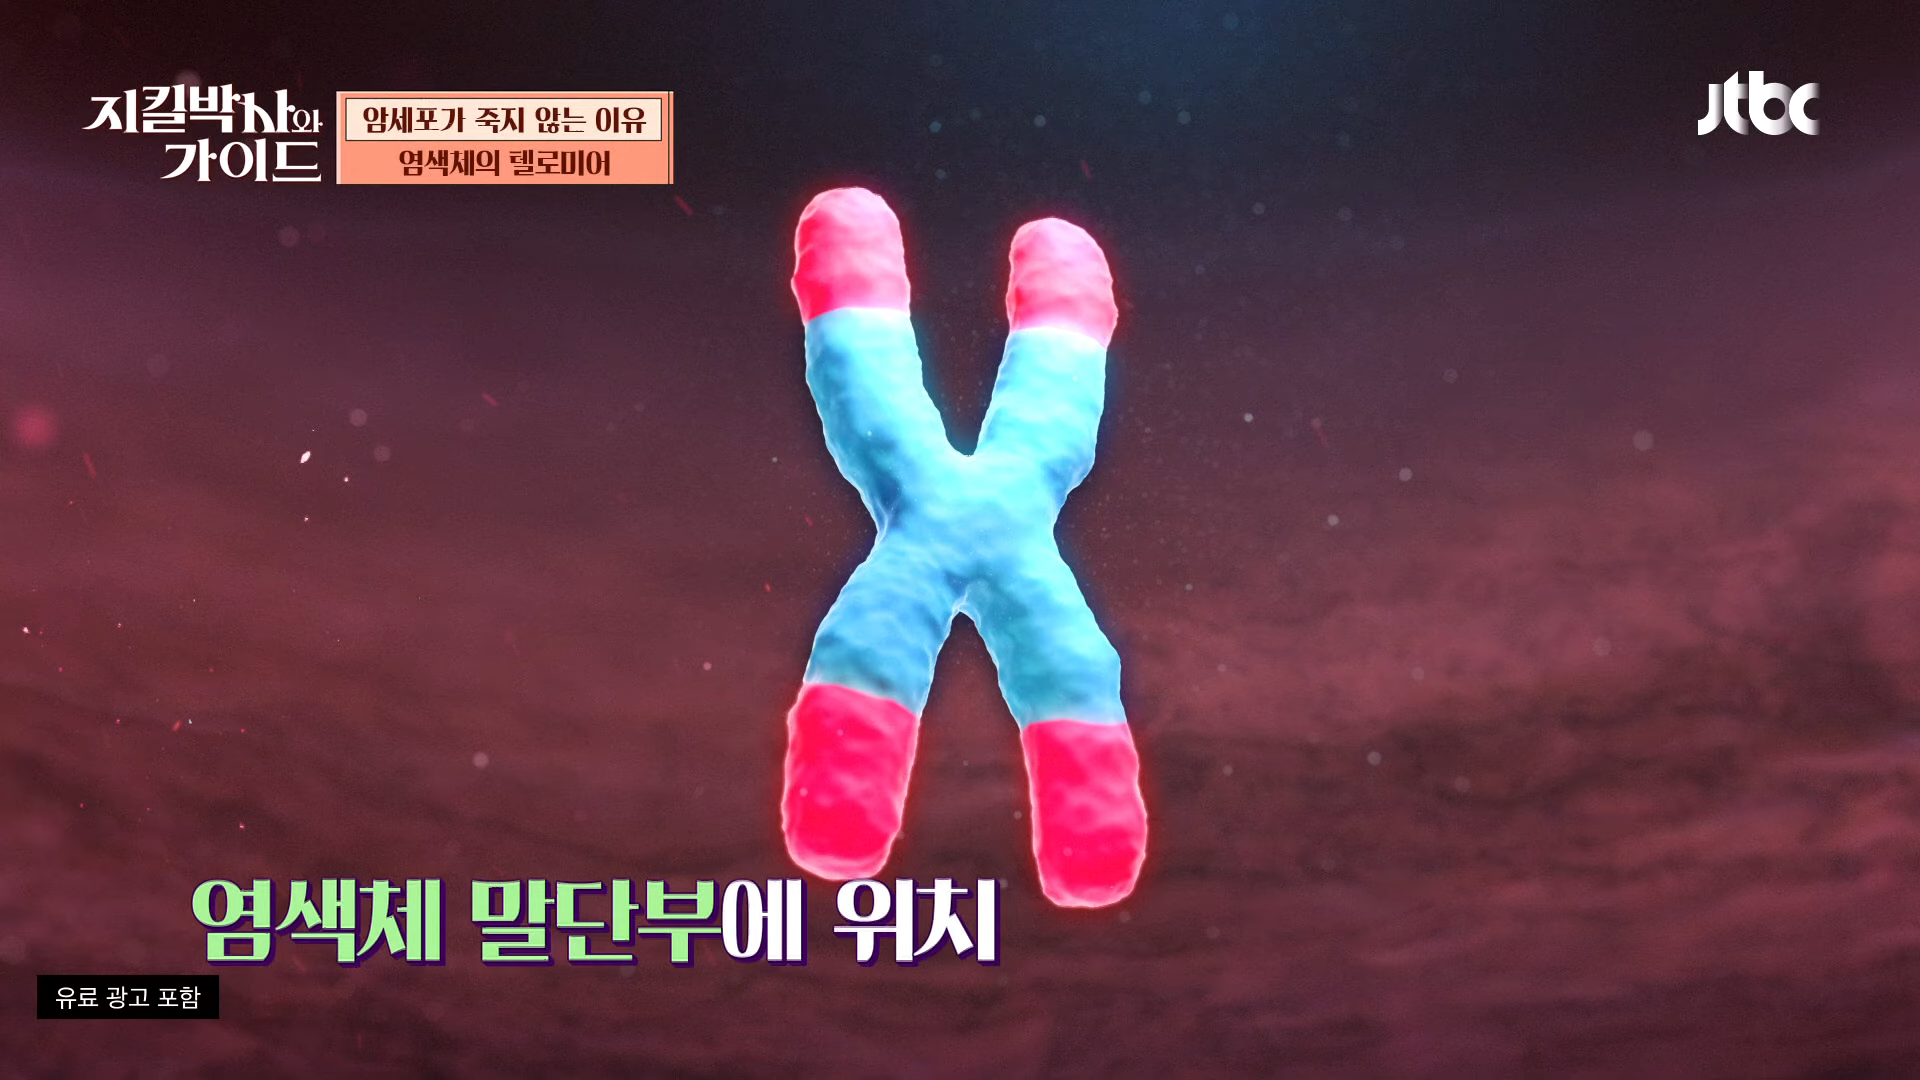 지킬박사와
가이드
암세포가 죽지 않는 이유
염색체의 텔로미어
jtbc
염색체 말단부에 위치
유료 광고 포함